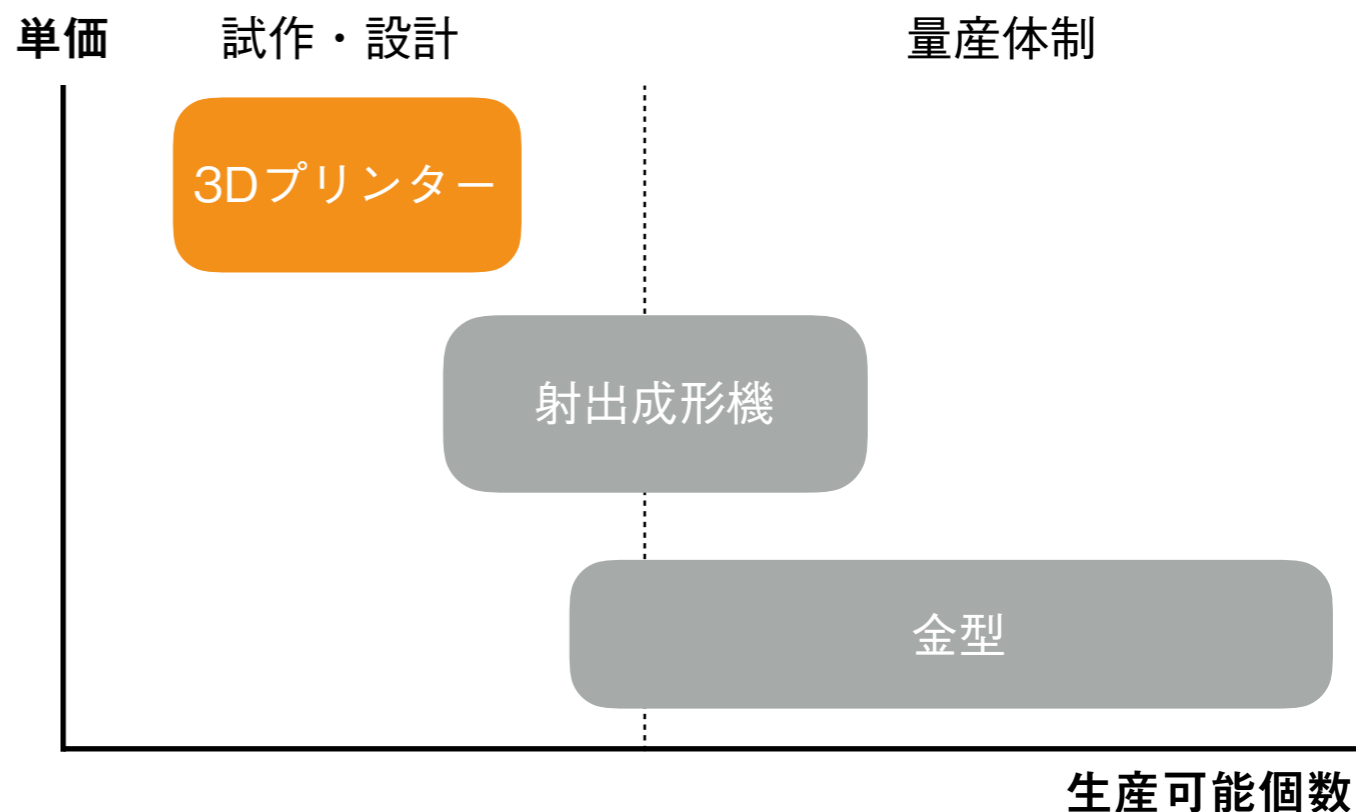 単価
試作・設計
量産体制
3Dプリンター
射出成形機
金型
生産可能個数